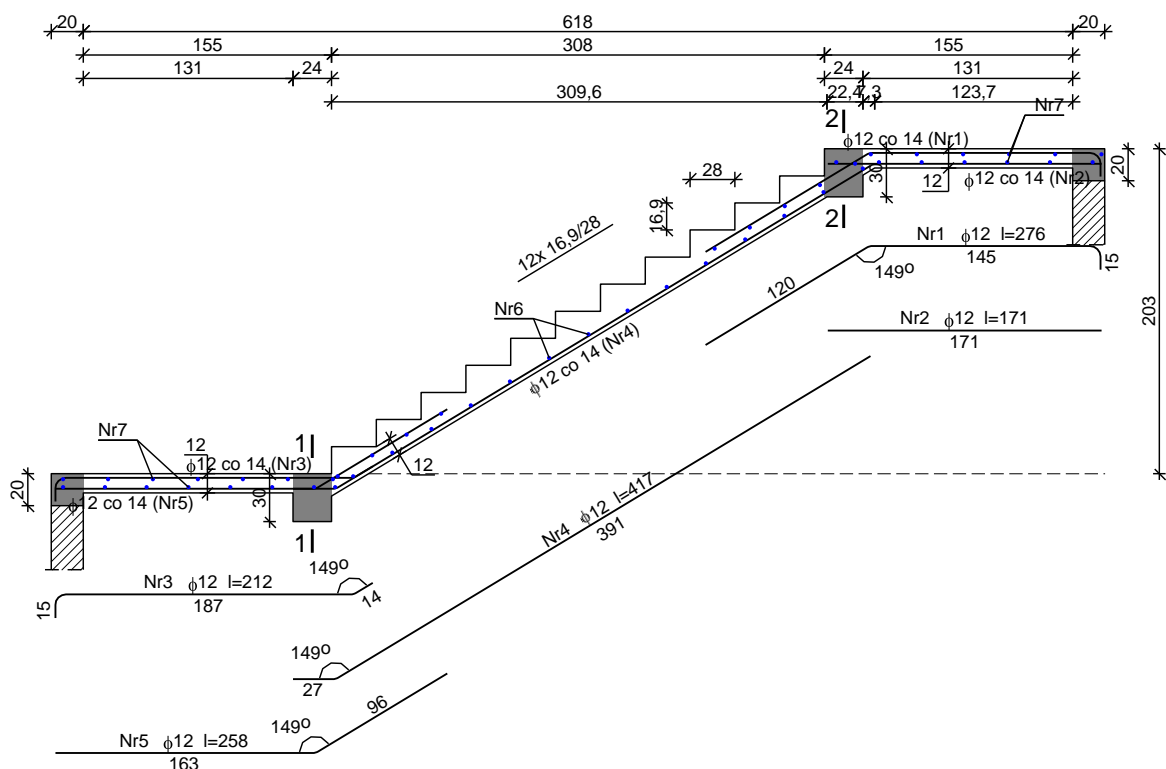 20 618 20
155 308 155
131 24 24 131
309,6 22,4 7,3 123,7
Nr7
2
ϕ12 co 14 (Nr1)
30
12
ϕ12 co 14 (Nr2)
20
2
28
16,9
12x 16,9/28
Nr1 ϕ12 l=276
145
15
149o
120
203
Nr6
Nr2 ϕ12 l=171
171
ϕ12 co 14 (Nr4)
Nr7
1
12
ϕ12 co 14 (Nr3)
12
20
30
ϕ12 co 14 (Nr5)
1
Nr4 ϕ12 l=417
391
149o
Nr3 ϕ12 l=212
187
15
14
149o
27
96
149o
Nr5 ϕ12 l=258
163